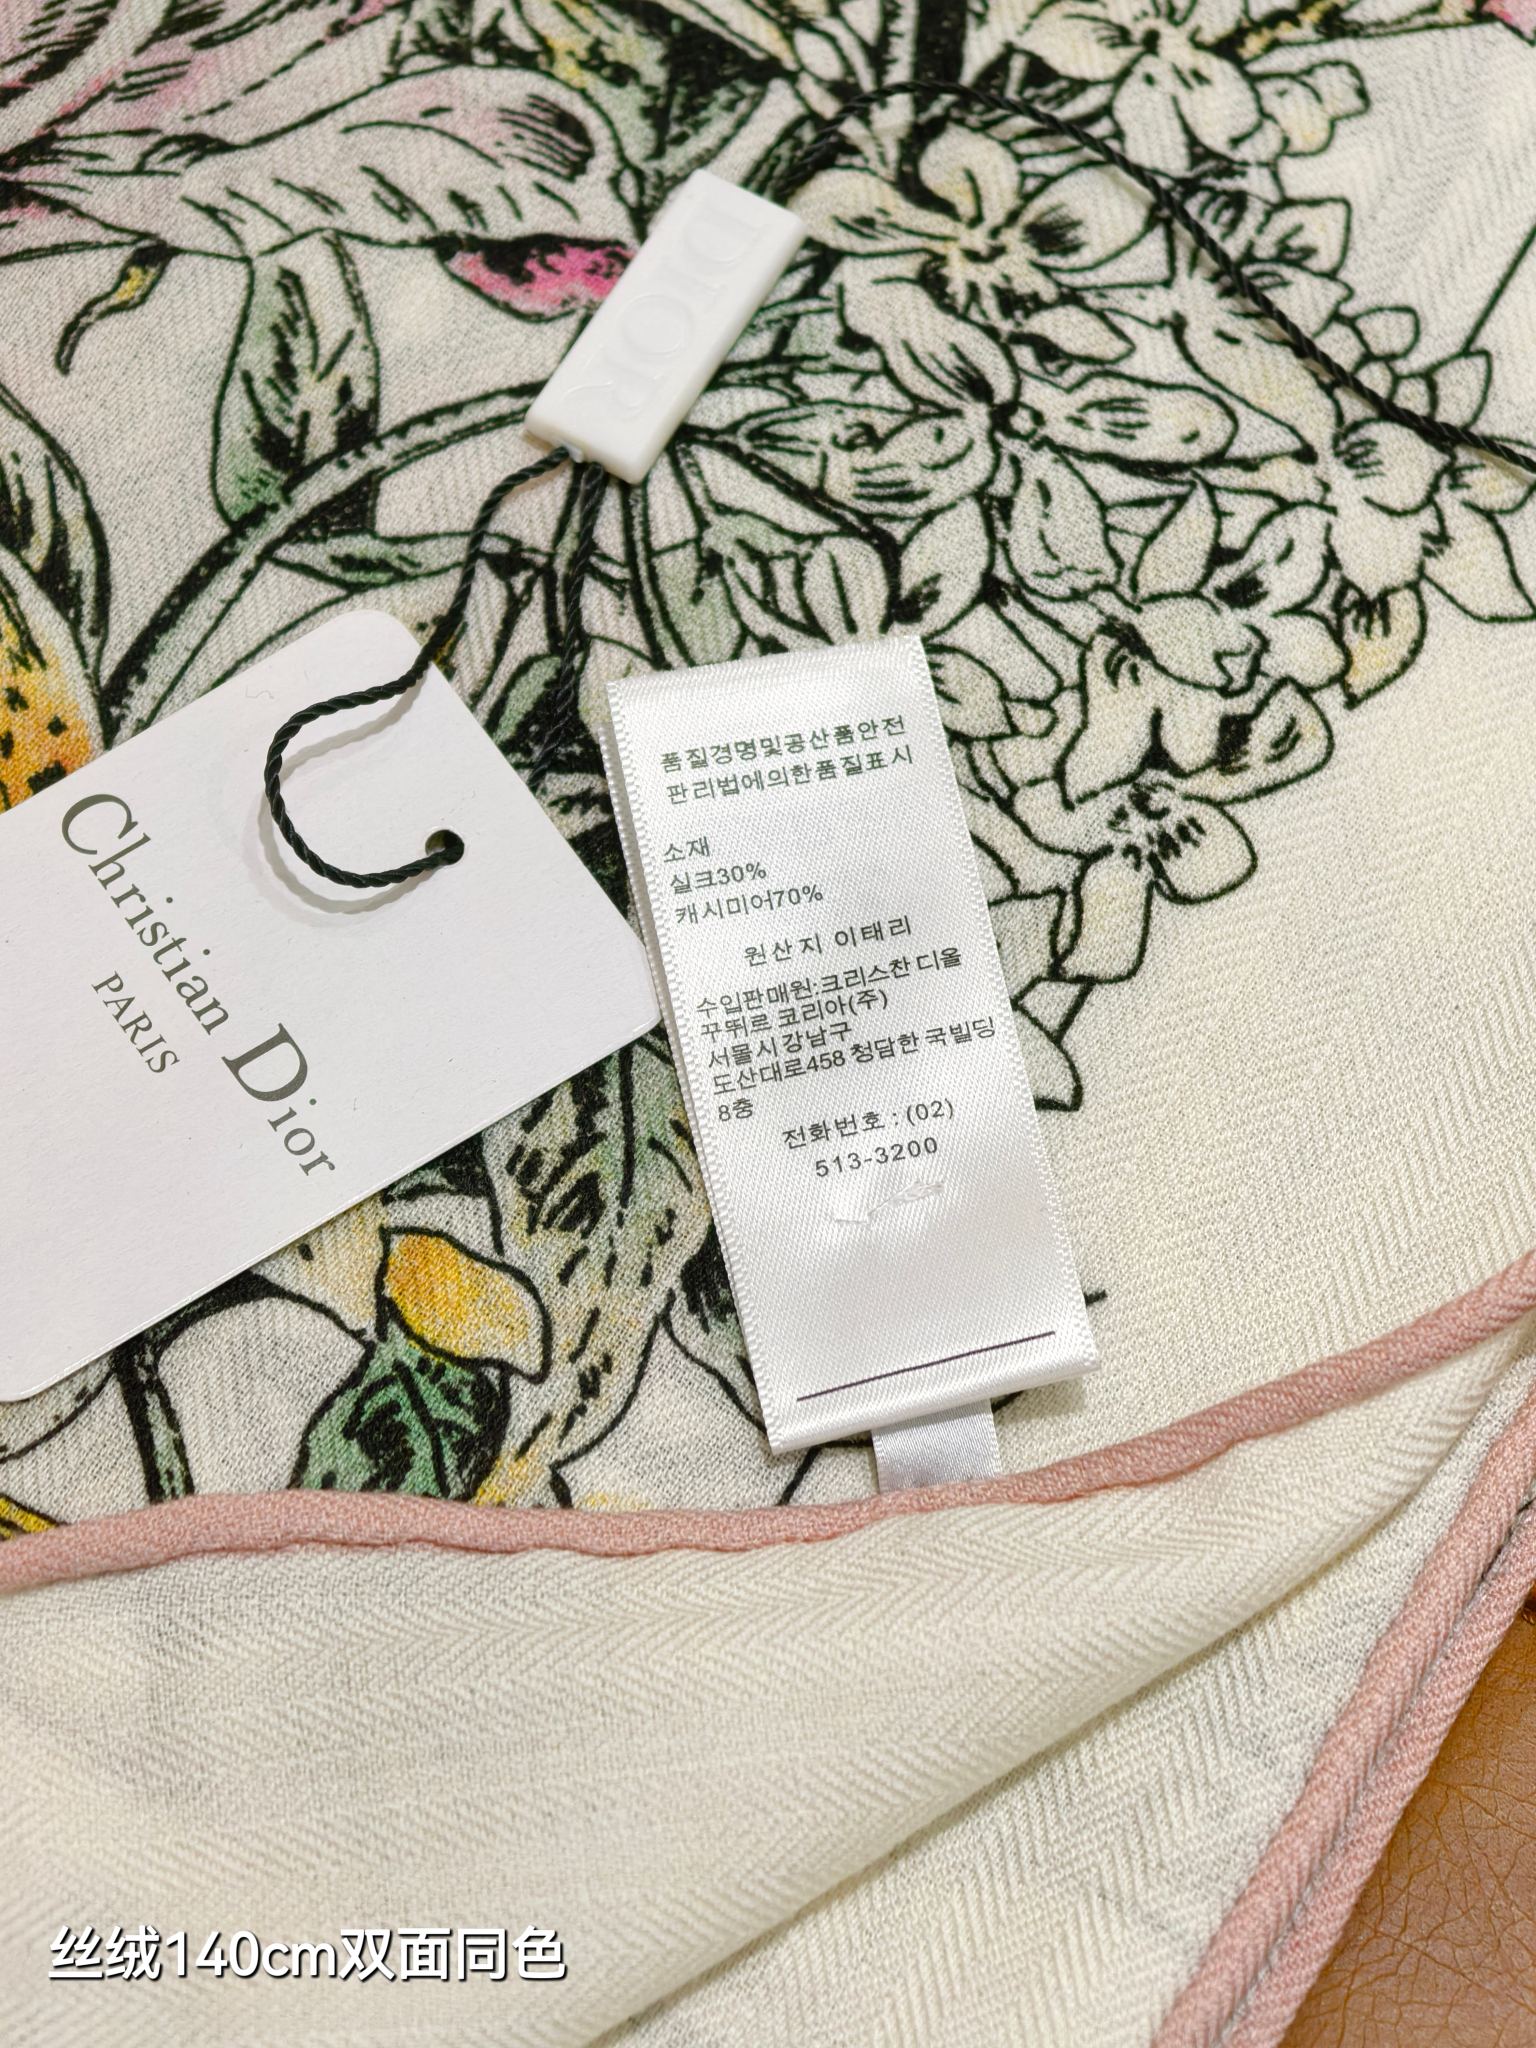 DIOR
Christian Dior
PARIS
품질경명및공산품안전
판리법에의한품질표시
소재
실크30%
캐시미어70%
원산지 이태리
수입판매원:크리스찬 디올
꾸뛰르 코리아(주)
서몰시강남구
도산대로458 청담한국빌딩
8층
전화번호 : (02)
513-3200
丝绒140cm双面同色